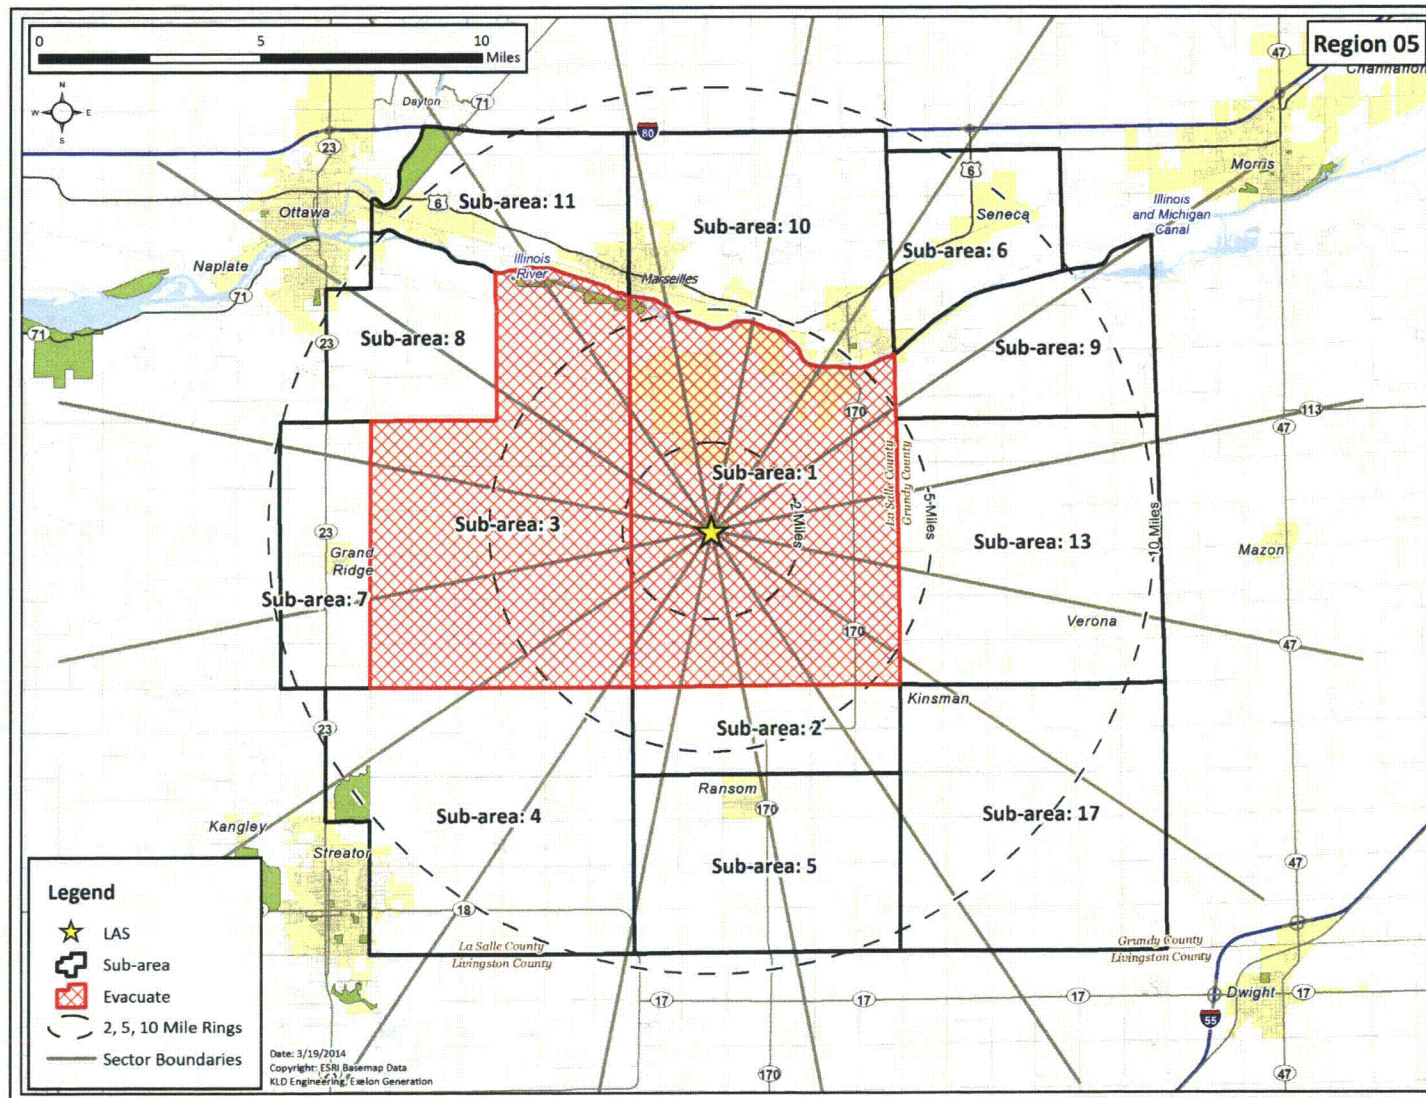 0 5 10
Miles
Region 05
47
Channahon
N
W E
S
Dayton
71
80
23
6
Morris
6
Ottawa
Sub-area: 11
Seneca
Illinois
and Michigan
Canal
Sub-area: 10
Sub-area: 6
Naplate
Illinois
River
Marseilles
71
71
23
Sub-area: 8
Sub-area: 9
170
113
47
La Salle County
Grundy County
Sub-area: 1
2 Miles
5 Miles
10 Miles
23
Sub-area: 3
Sub-area: 13
Mazon
Grand
Ridge
Sub-area: 7
170
Verona
47
Kinsman
23
Sub-area: 2
Ransom
170
Sub-area: 4
Sub-area: 17
Kangley
Streator
Sub-area: 5
47
18
La Salle County
Livingston County
Grundy County
Livingston County
17
17
17
Dwight
17
55
170
47
Legend
LAS
Sub-area
Evacuate
2, 5, 10 Mile Rings
Sector Boundaries
Date: 3/19/2014
Copyright: ESRI Basemap Data
KLD Engineering, Exelon Generation